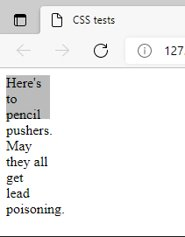 CSS tests
127.
Here's
to
pencil
pushers.
May
they all
get
lead
poisoning.